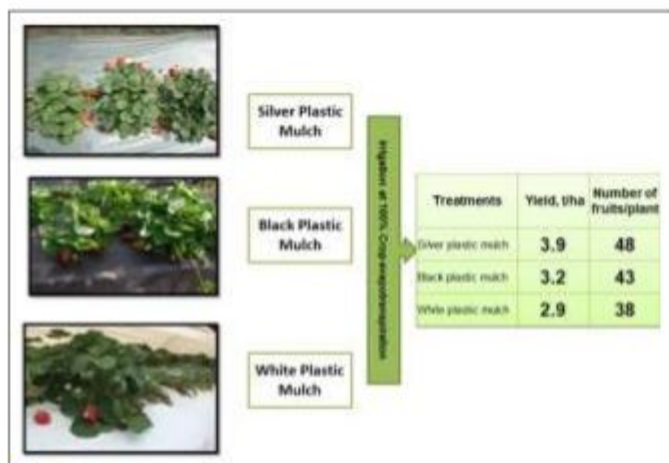 Silver Plastic
Mulch
Black Plastic
Mulch
White Plastic
Mulch
Irrigation at 100% Crop evapotranspiration
Treatments Yield, t/ha Number of
fruits/plant
Silver plastic mulch 3.9 48
Black plastic mulch 3.2 43
White plastic mulch 2.9 38